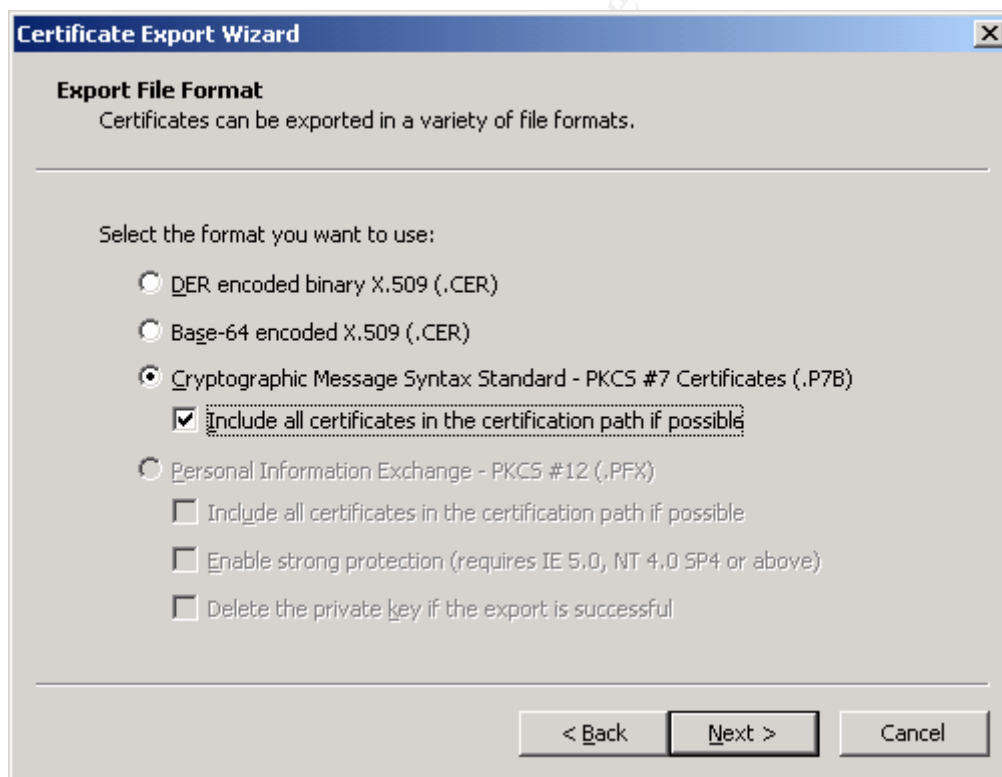 Certificate Export Wizard
Export File Format
Certificates can be exported in a variety of file formats.
Select the format you want to use:
DER encoded binary X.509 (.CER)
Base-64 encoded X.509 (.CER)
Cryptographic Message Syntax Standard - PKCS #7 Certificates (.P7B)
Include all certificates in the certification path if possible
Personal Information Exchange - PKCS #12 (.PFX)
Include all certificates in the certification path if possible
Enable strong protection (requires IE 5.0, NT 4.0 SP4 or above)
Delete the private key if the export is successful
< Back Next > Cancel